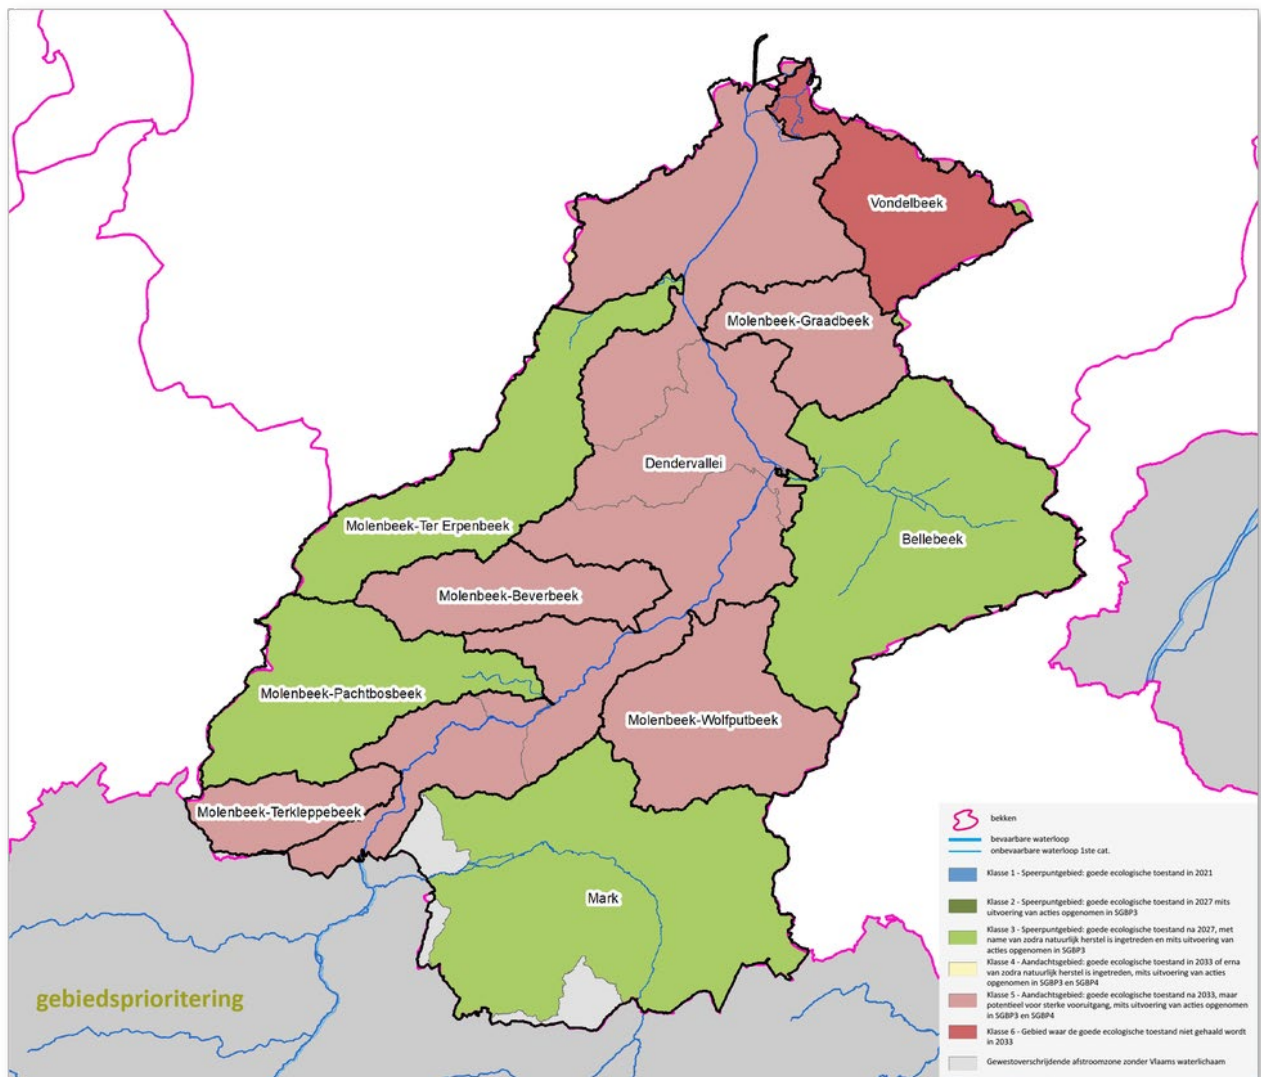 Vondelbeek
Molenbeek-Graadbeek
Dendervallei
Molenbeek-Ter Erpenbeek
Bellebeek
Molenbeek-Beverbeek
Molenbeek-Pachtbosbeek
Molenbeek-Wolfputbeek
Molenbeek-Terkleppebeek
Mark
gebiedsprioritering
bekken
bevaarbare waterloop
onbevaarbare waterloop 1ste cat.
Klasse 1 - Speerpuntgebied: goede ecologische toestand in 2021
Klasse 2 - Speerpuntgebied: goede ecologische toestand in 2027 mits
uitvoering van acties opgenomen in SGBP3
Klasse 3 - Speerpuntgebied: goede ecologische toestand na 2027, met
name van zodra natuurlijk herstel is ingetreden en mits uitvoering van
acties opgenomen in SGBP3
Klasse 4 - Aandachtsgebied: goede ecologische toestand in 2033 of erna
van zodra natuurlijk herstel is ingetreden, mits uitvoering van acties
opgenomen in SGBP3 en SGBP4
Klasse 5 - Aandachtsgebied: goede ecologische toestand na 2033, maar
potentieel voor sterke vooruitgang, mits uitvoering van acties opgenomen
in SGBP3 en SGBP4
Klasse 6 - Gebied waar de goede ecologische toestand niet gehaald wordt
in 2033
Gewestoverschrijdende afstroomzone zonder Vlaams waterlichaam